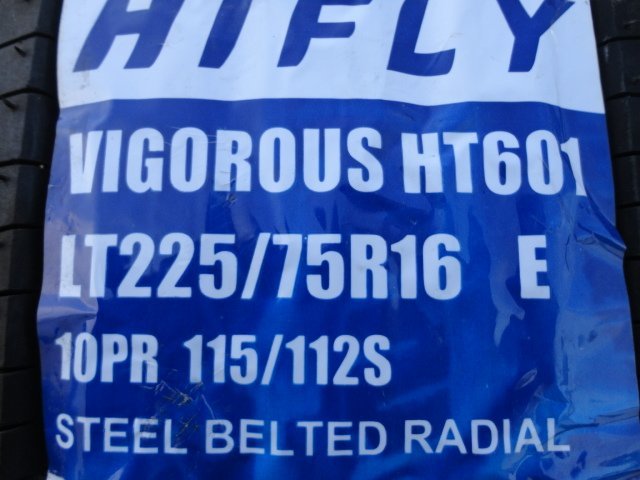 HIFLY
VIGOROUS HT601
LT225/75R16 E
10PR 115/112S
STEEL BELTED RADIAL